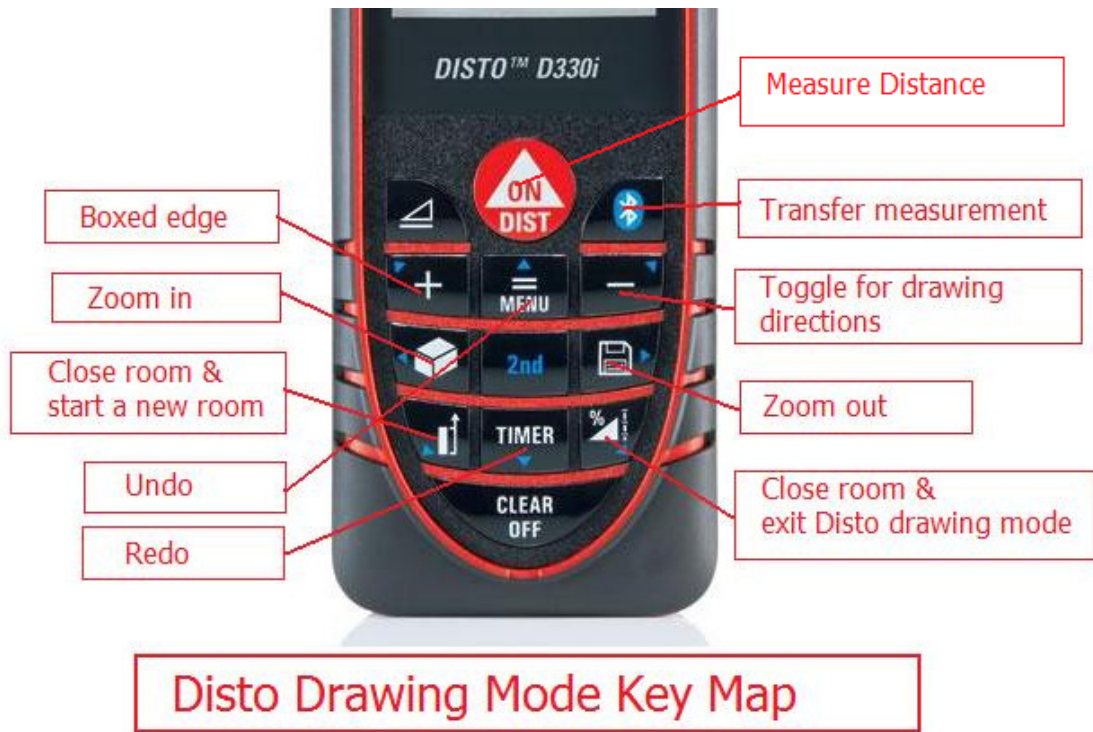 DISTO™ D330i
Measure Distance
ON
DIST
Boxed edge
Transfer measurement
+
=
MENU
−
Zoom in
Toggle for drawing
directions
2nd
Close room &
start a new room
Zoom out
TIMER
%
Undo
CLEAR
OFF
Close room &
exit Disto drawing mode
Redo
Disto Drawing Mode Key Map